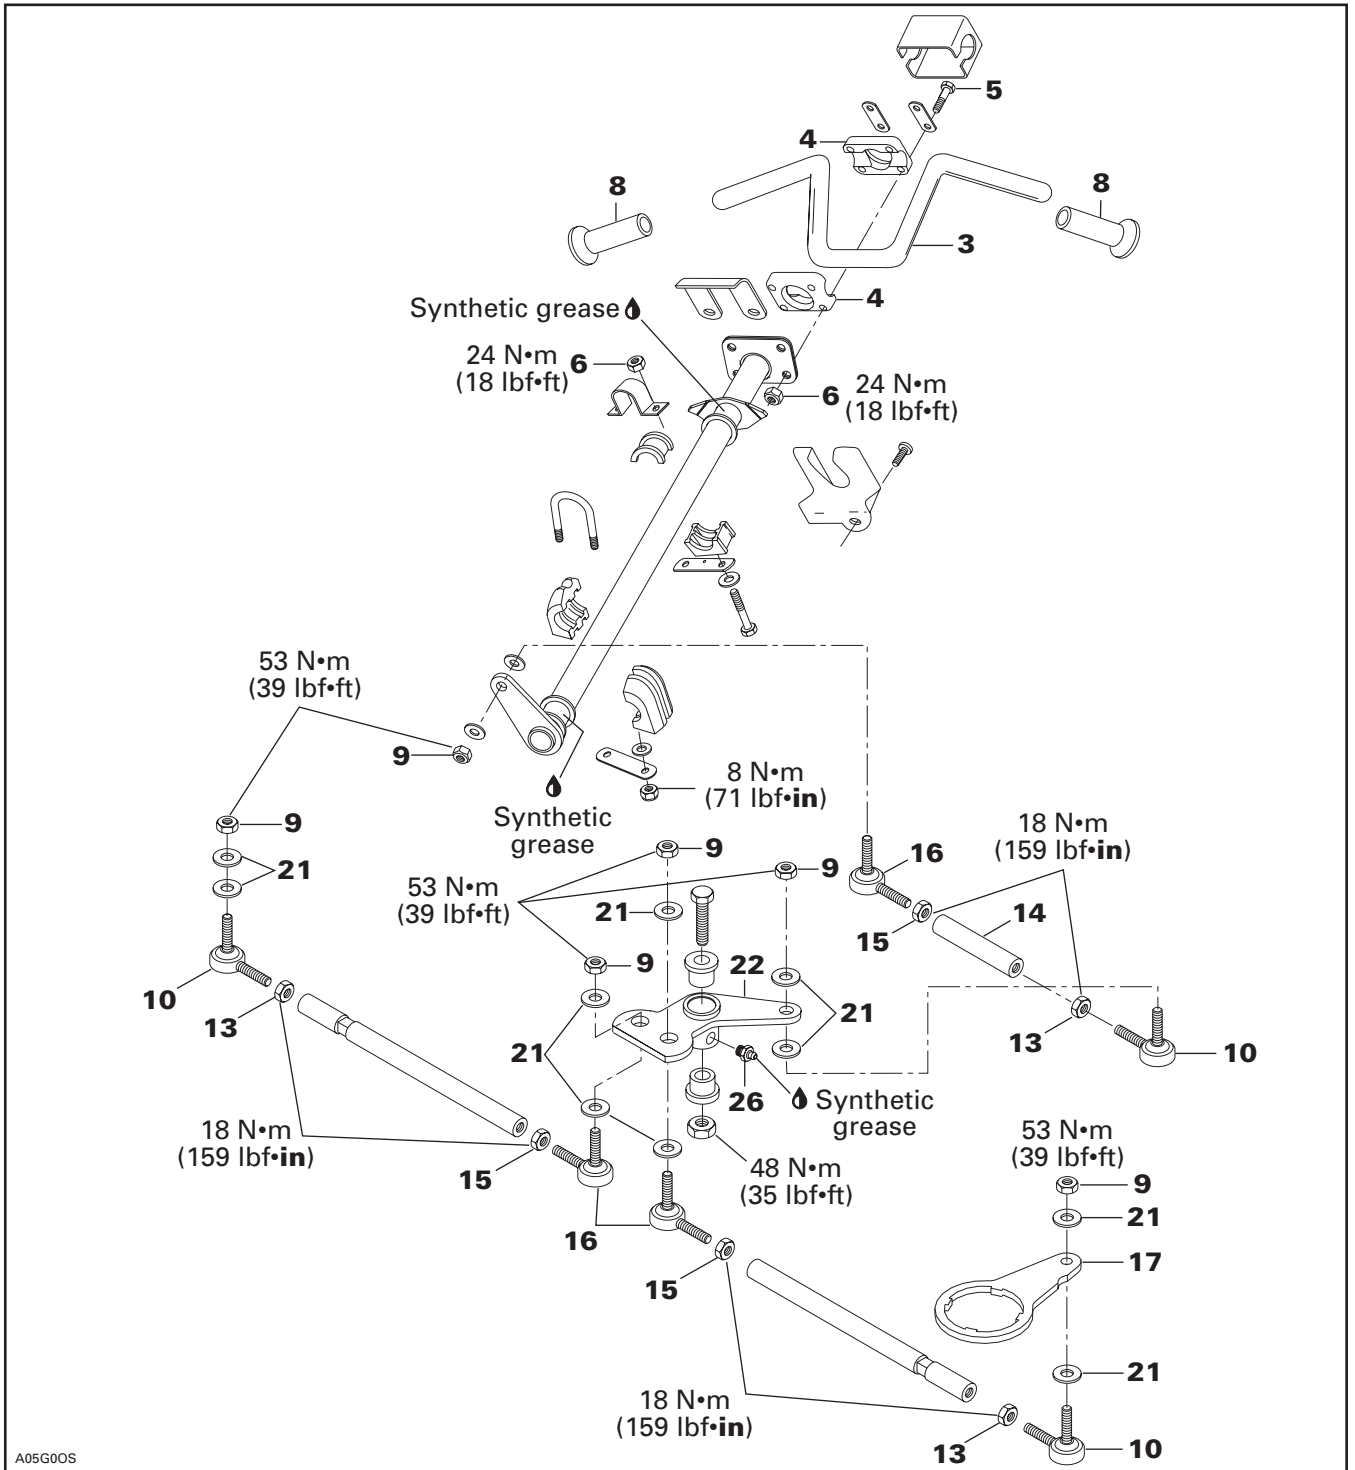 5
4
8
8
3
4
Synthetic grease
24 N•m
(18 lbf•ft)
6
6
24 N•m
(18 lbf•ft)
53 N•m
(39 lbf•ft)
9
8 N•m
(71 lbf•in)
Synthetic
grease
9
21
9
9
53 N•m
(39 lbf•ft)
18 N•m
(159 lbf•in)
16
21
14
15
9
22
10
13
21
13
21
10
26
Synthetic
grease
18 N•m
(159 lbf•in)
15
48 N•m
(35 lbf•ft)
53 N•m
(39 lbf•ft)
9
21
16
17
15
21
18 N•m
(159 lbf•in)
13
10
A05G0OS